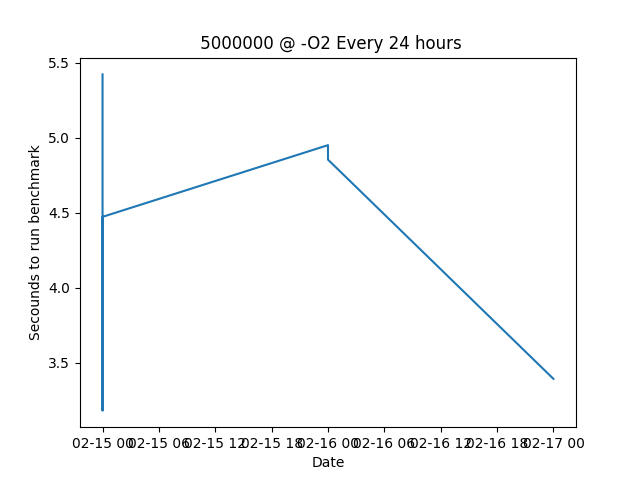 5000000 @ -O2 Every 24 hours
Secounds to run benchmark
5.5
5.0
4.5
4.0
3.5
02-15 00 02-15 06 02-15 12 02-15 18 02-16 00 02-16 06 02-16 12 02-16 18 02-17 00
Date